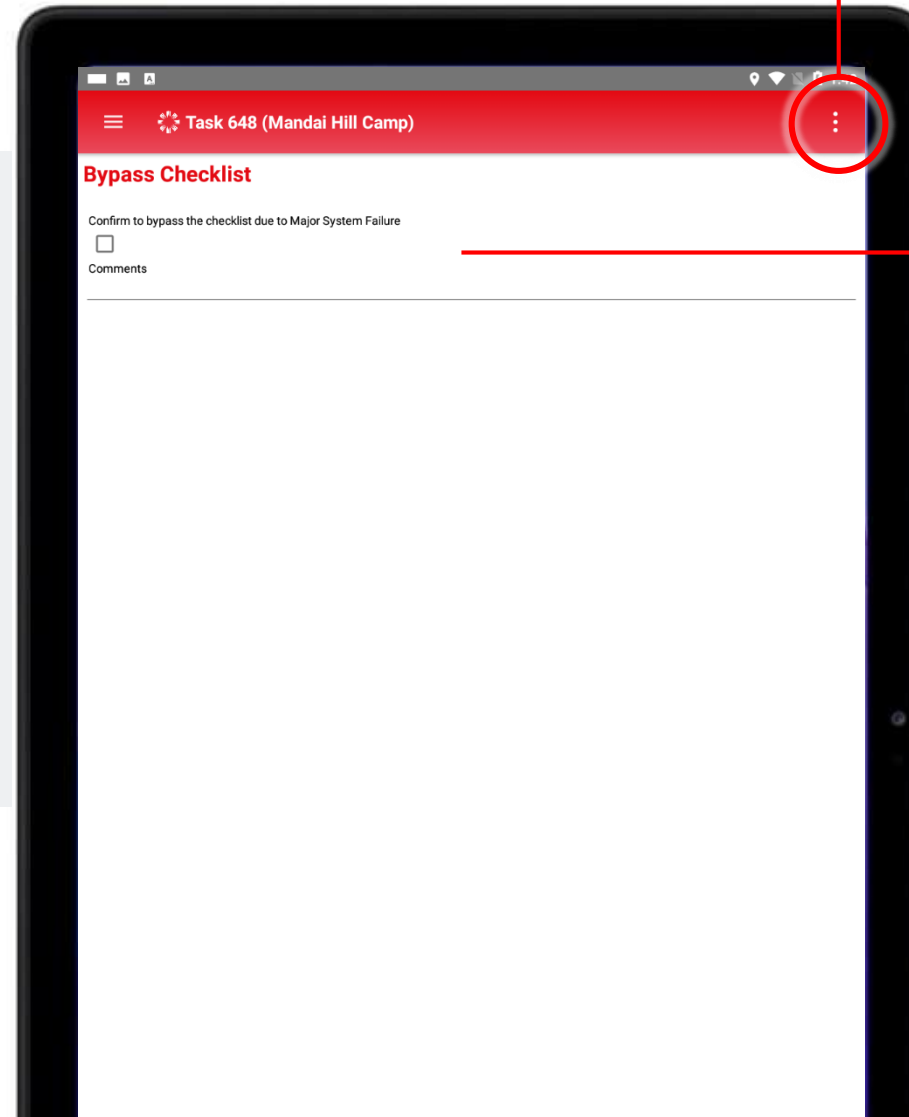 Task 648 (Mandai Hill Camp)
Bypass Checklist
Confirm to bypass the checklist due to Major System Failure
Comments